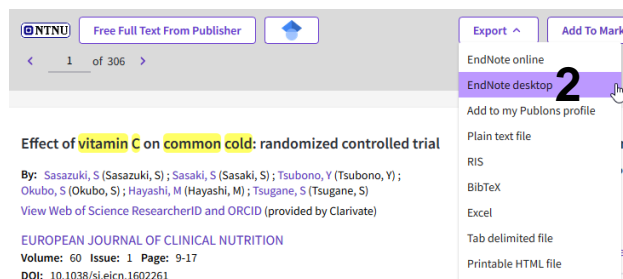 NTNU Free Full Text From Publisher Export Add To Mark
1 of 306
EndNote online
EndNote desktop 2
Add to my Publons profile
Plain text file
RIS
BibTeX
Excel
Tab delimited file
Printable HTML file
Effect of vitamin C on common cold: randomized controlled trial
By: Sasazuki, S (Sasazuki, S) ; Sasaki, S (Sasaki, S) ; Tsubono, Y (Tsubono, Y) ;
Okubo, S (Okubo, S) ; Hayashi, M (Hayashi, M) ; Tsugane, S (Tsugane, S)
View Web of Science ResearcherID and ORCID (provided by Clarivate)
EUROPEAN JOURNAL OF CLINICAL NUTRITION
Volume: 60 Issue: 1 Page: 9-17
DOI: 10.1038/sj.ejcn.1602261